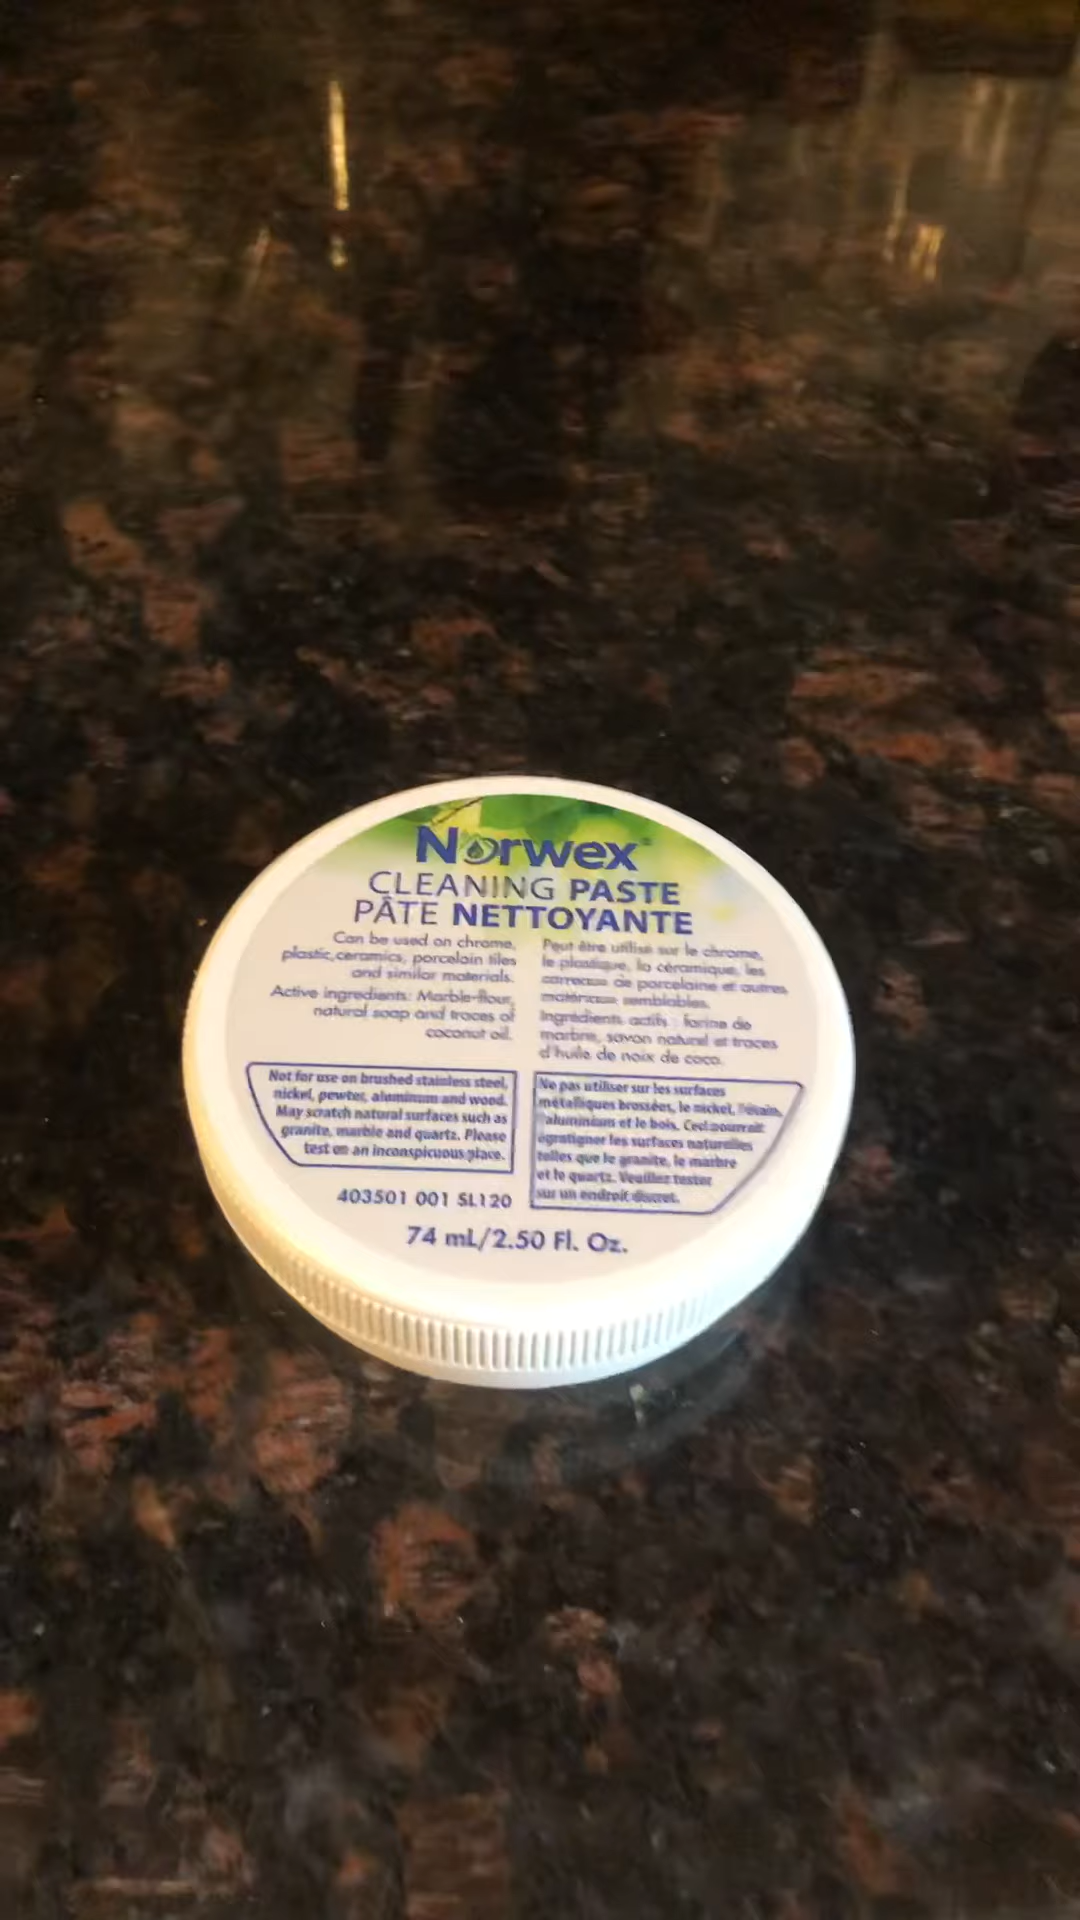 Norwex®
CLEANING PASTE
PÂTE NETTOYANTE
Can be used on chrome,
plastic,ceramics, porcelain tiles
and similar materials.
Active ingredients: Marble-flour,
natural soap and traces of
coconut oil.
Peut être utilisé sur le chrome,
le plastique, la céramique, les
carreaux de porcelaine et autres
matériaux semblables.
Ingrédients actifs : farine de
marbre, savon naturel et traces
d'huile de noix de coco.
Not for use on brushed stainless steel,
nickel, pewter, aluminum and wood.
May scratch natural surfaces such as
granite, marble and quartz. Please
test on an inconspicuous place.
Ne pas utiliser sur les surfaces
métalliques brossées, le nickel, l'étain,
l'aluminium et le bois. Ceci pourrait
égratigner les surfaces naturelles
telles que le granite, le marbre
et le quartz. Veuillez tester
sur un endroit discret.
403501 001 SL120
74 mL/2.50 Fl. Oz.